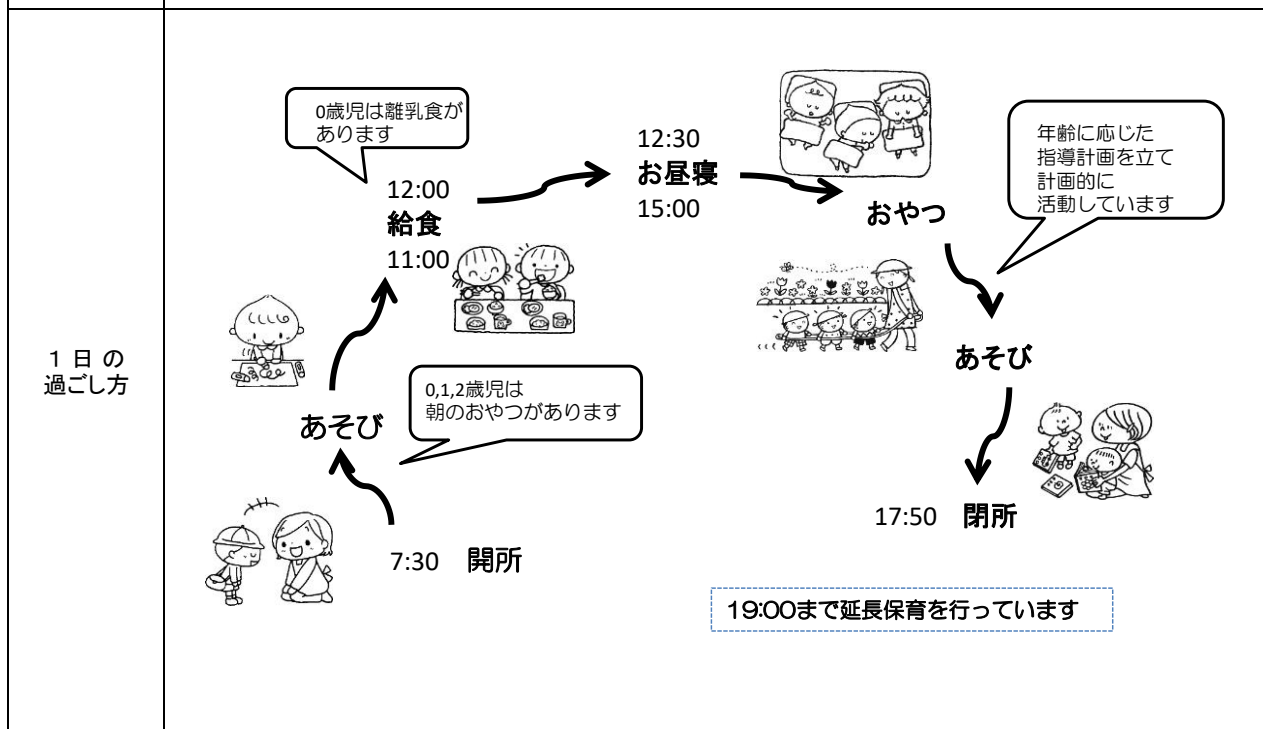 1 日 の
過ごし方
0歳児は離乳食が
あります
12:00
給食
11:00
12:30
お昼寝
15:00
おやつ
年齢に応じた
指導計画を立て
計画的に
活動しています
あそび
0,1,2歳児は
朝のおやつがあります
あそび
7:30 開所
17:50 閉所
19:00まで延長保育を行っています